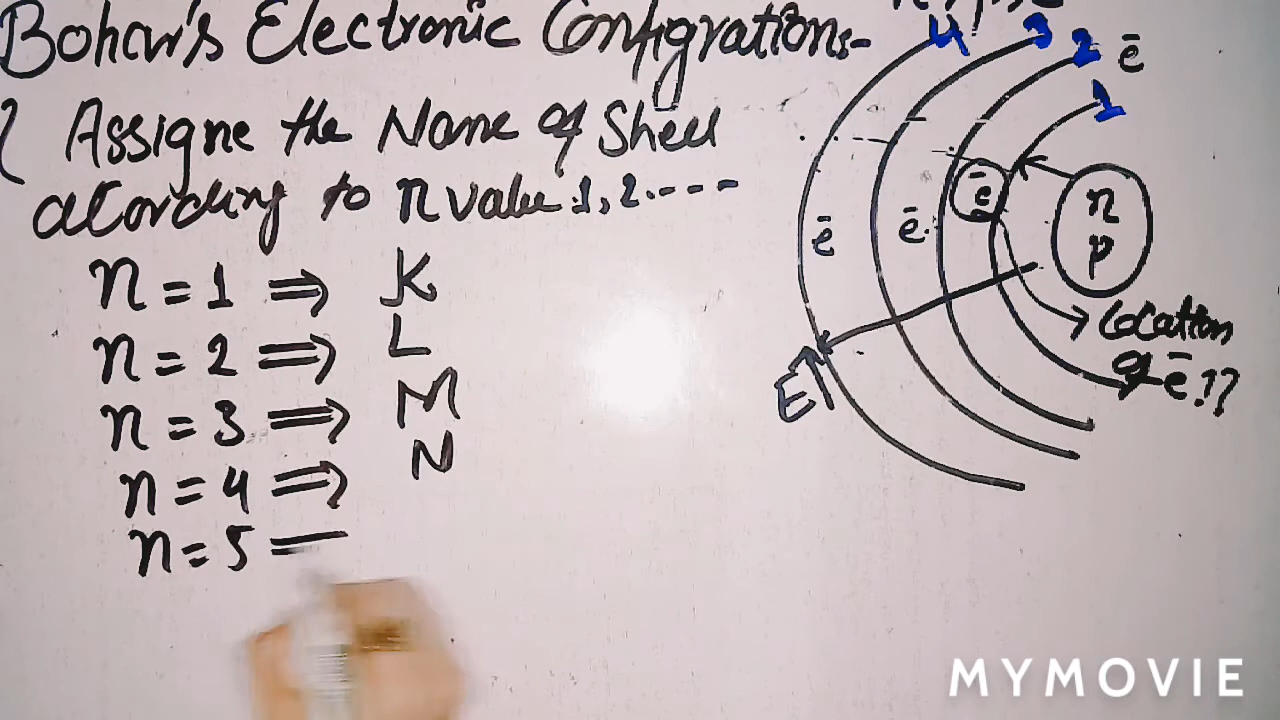 Bohar's Electronic Configrations:-
Assigne the Name of Shell
acording to n value 1, 2 ----
n = 1 ⇒ K
n = 2 ⇒ L
n = 3 ⇒ M
n = 4 ⇒ N
n = 5 =
4 3 2 ē
1
ē
n
p
ē ē
location
of ē !?
E↑
MYMOVIE